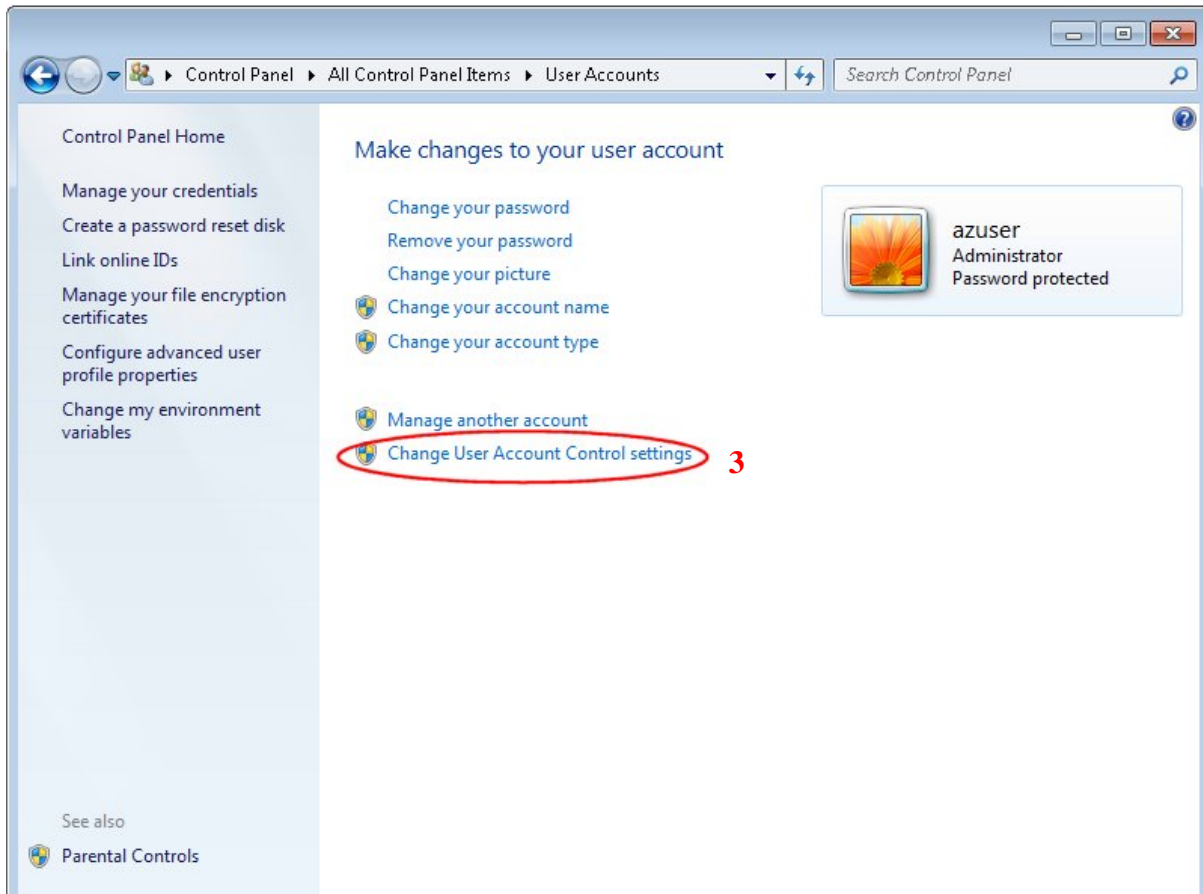 Control Panel ▸ All Control Panel Items ▸ User Accounts
Search Control Panel
Control Panel Home
Manage your credentials
Create a password reset disk
Link online IDs
Manage your file encryption
certificates
Configure advanced user
profile properties
Change my environment
variables
See also
Parental Controls
Make changes to your user account
Change your password
Remove your password
Change your picture
Change your account name
Change your account type
Manage another account
Change User Account Control settings
3
azuser
Administrator
Password protected